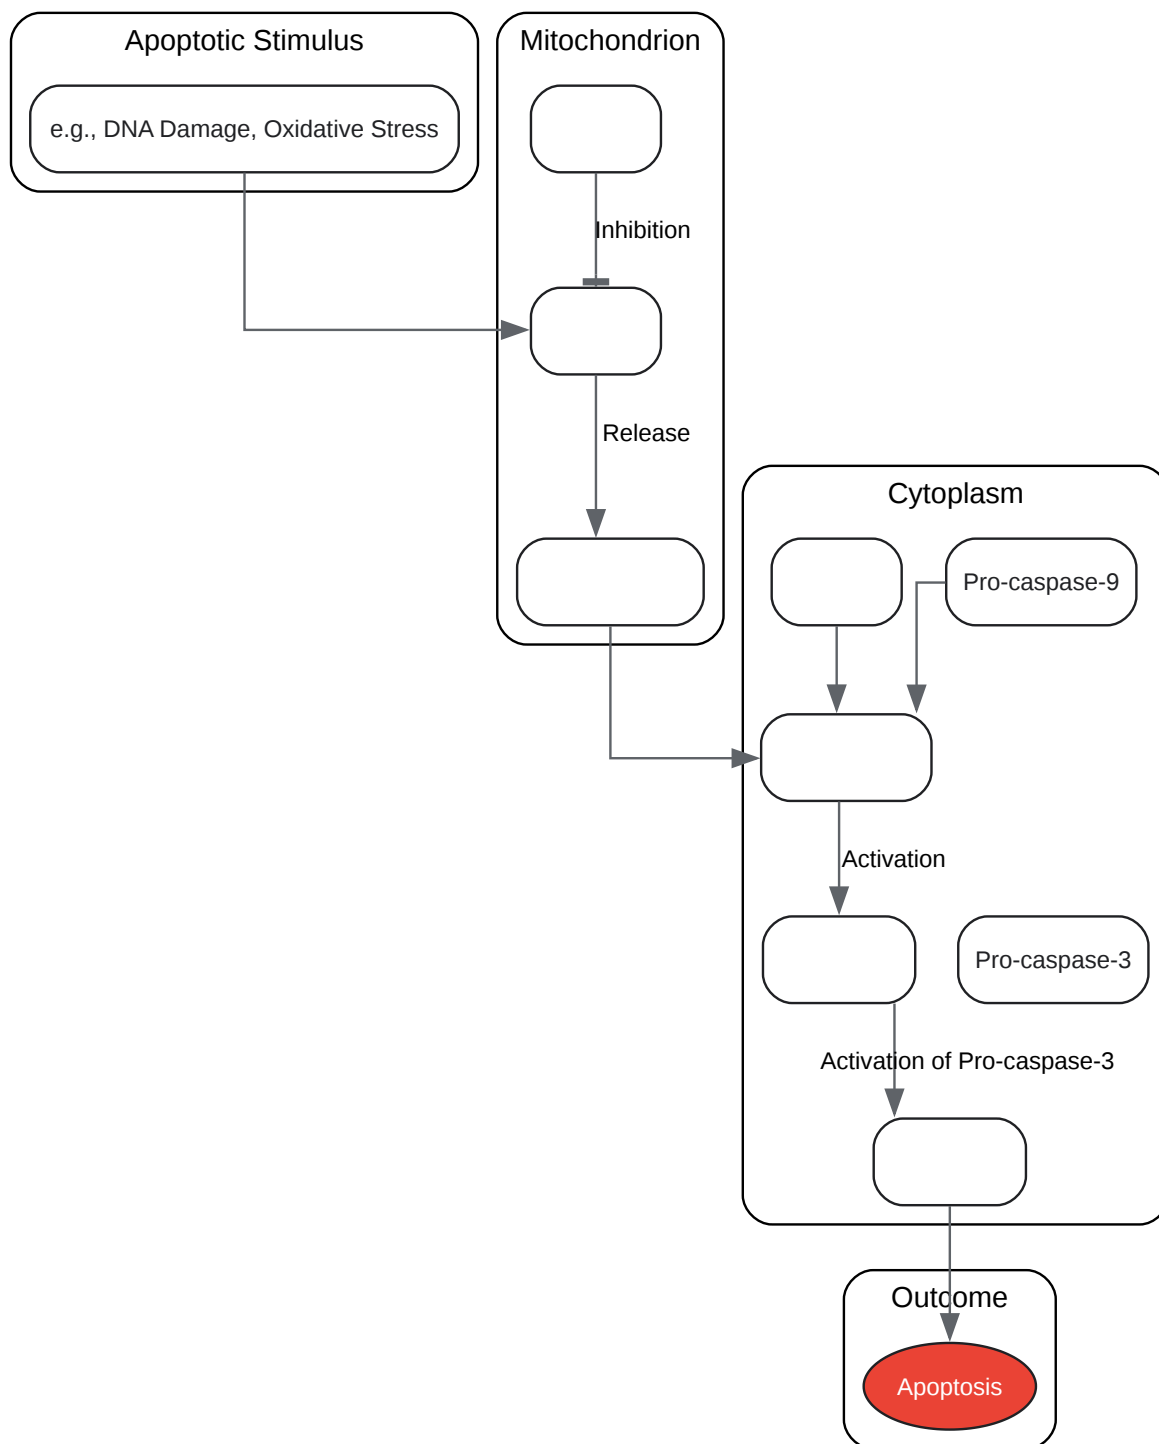 Apoptotic Stimulus
e.g., DNA Damage, Oxidative Stress
Mitochondrion
Inhibition
Release
Cytoplasm
Pro-caspase-9
Activation
Pro-caspase-3
Activation of Pro-caspase-3
Outcome
Apoptosis